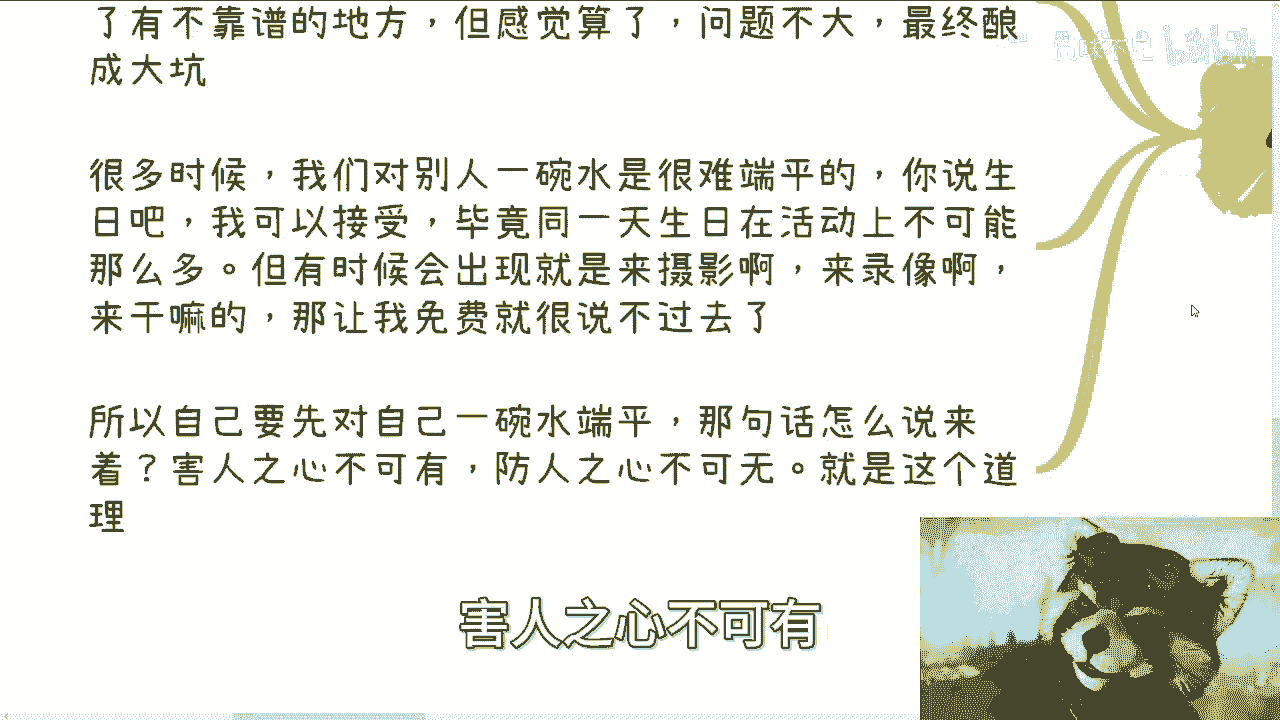 了有不靠谱的地方，但感觉算了，问题不大，最终酿
成大坑
很多时候，我们对别人一碗水是很难端平的，你说生
日吧，我可以接受，毕竟同一天生日在活动上不可能
那么多。但有时候会出现就是来摄影啊，来录像啊，
来干嘛的，那让我免费就很说不过去了
所以自己要先对自己一碗水端平，那句话怎么说来
着？害人之心不可有，防人之心不可无。就是这个道
理
害人之心不可有